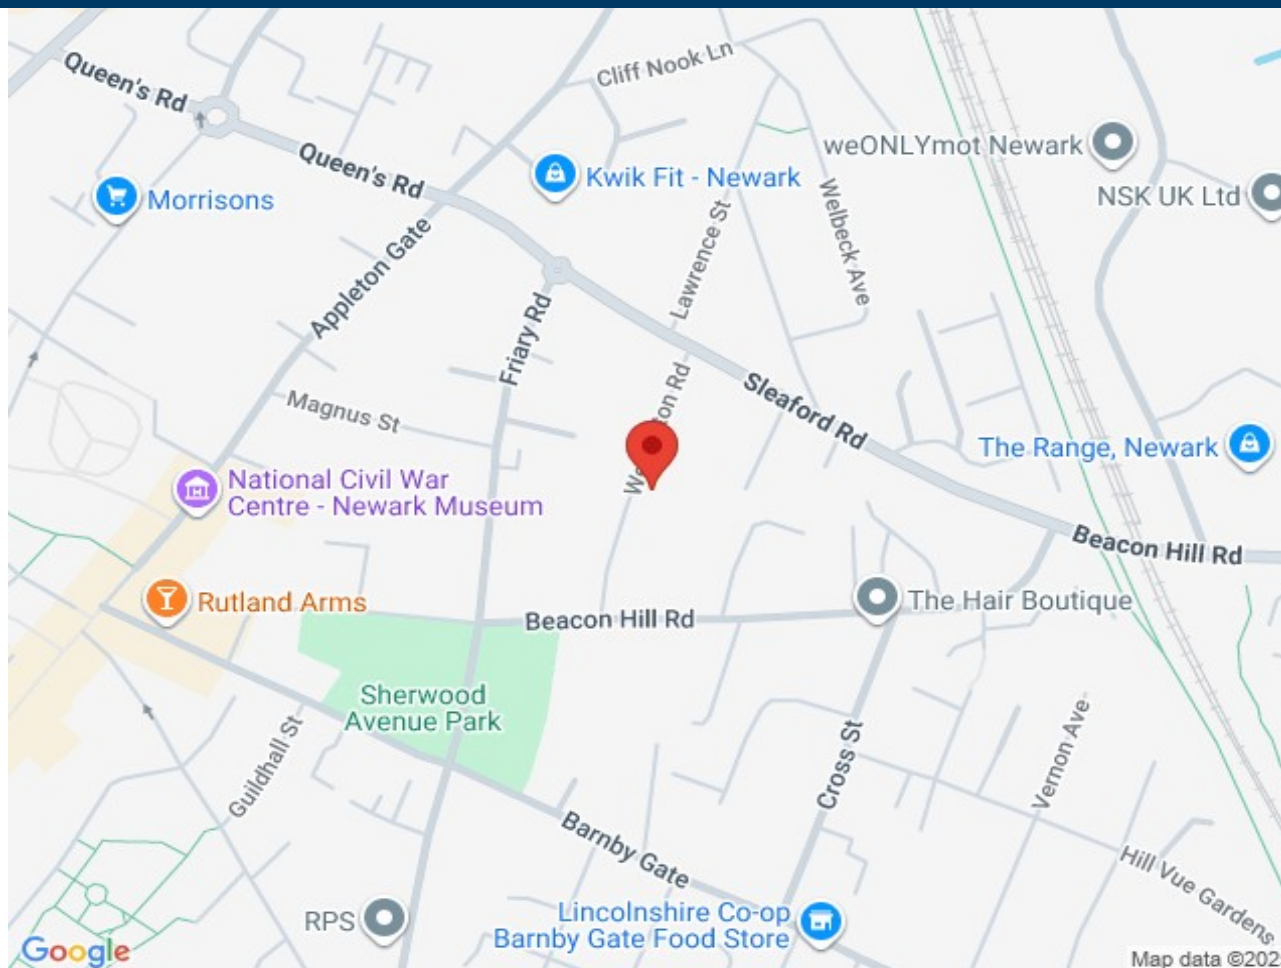 Queen's Rd
Cliff Nook Ln
weONLYmot Newark
Queen's Rd
Kwik Fit - Newark
Morrisons
NSK UK Ltd
Welbeck Ave
Lawrence St
Appleton Gate
Friary Rd
Sleaford Rd
Magnus St
The Range, Newark
National Civil War
Centre - Newark Museum
Beacon Hill Rd
Rutland Arms
Beacon Hill Rd
The Hair Boutique
Sherwood
Avenue Park
Guildhall St
Cross St
Vernon Ave
Barnby Gate
Hill Vue Gardens
RPS
Lincolnshire Co-op
Barnby Gate Food Store
Google
Map data ©202